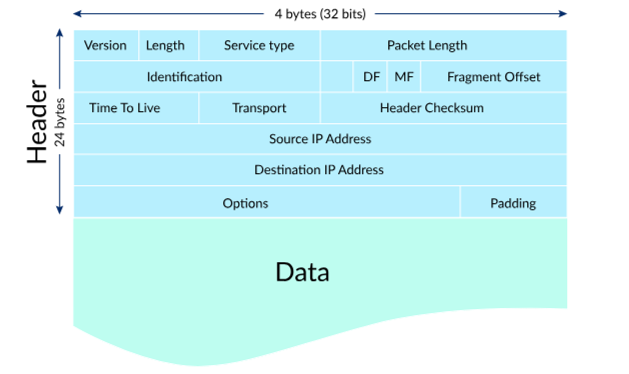 4 bytes (32 bits)
Version Length Service type Packet Length
Identification DF MF Fragment Offset
Time To Live Transport Header Checksum
Source IP Address
Destination IP Address
Options Padding
Header
24 bytes
Data